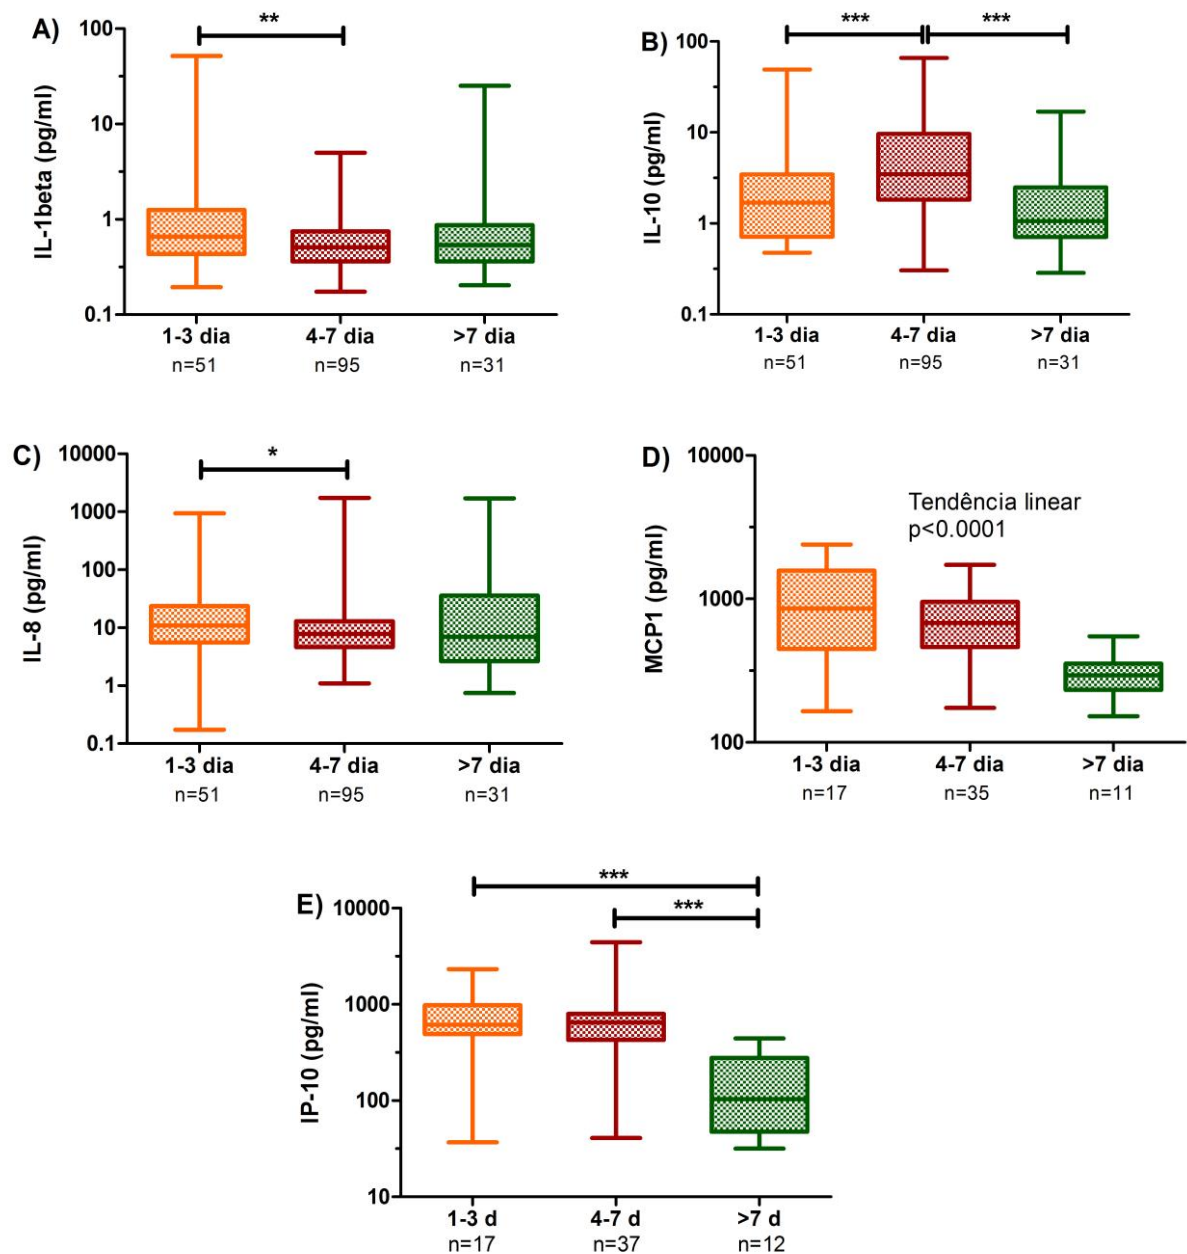 A)
IL-1beta (pg/ml)
100
10
1
0.1
**
1-3 dia
4-7 dia
>7 dia
n=51
n=95
n=31
B)
IL-10 (pg/ml)
100
10
1
0.1
***
***
1-3 dia
4-7 dia
>7 dia
n=51
n=95
n=31
C)
IL-8 (pg/ml)
10000
1000
100
10
1
0.1
*
1-3 dia
4-7 dia
>7 dia
n=51
n=95
n=31
D)
MCP1 (pg/ml)
10000
1000
100
Tendência linear
p<0.0001
1-3 dia
4-7 dia
>7 dia
n=17
n=35
n=11
E)
IP-10 (pg/ml)
10000
1000
100
10
***
***
1-3 d
4-7 d
>7 d
n=17
n=37
n=12